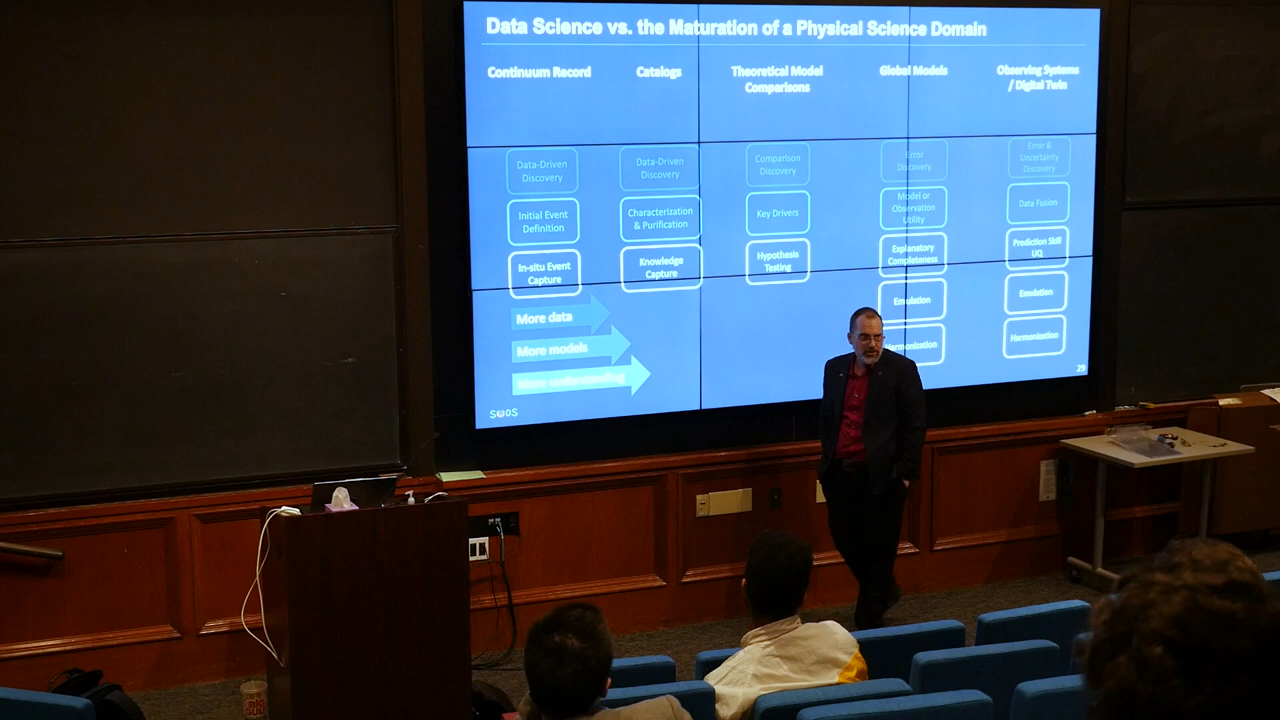 Data Science vs. the Maturation of a Physical Science Domain
Continuum Record
Catalogs
Theoretical Model
Comparisons
Global Models
Observing Systems
/ Digital Twin
Data-Driven
Discovery
Initial Event
Definition
In-situ Event
Capture
Data-Driven
Discovery
Characterization
& Purification
Knowledge
Capture
Comparison
Discovery
Key Drivers
Hypothesis
Testing
Error
Discovery
Model or
Observation
Utility
Explanatory
Completeness
Emulation
Harmonization
Error &
Uncertainty
Discovery
Data Fusion
Prediction Skill
UQ
Emulation
Harmonization
More data
More models
More understanding
29